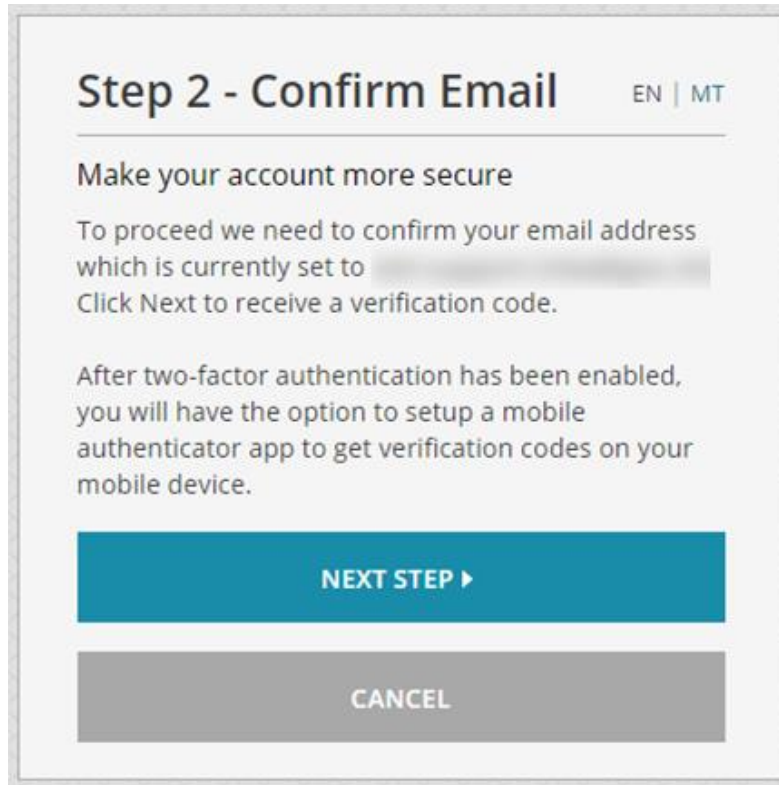 Step 2 - Confirm Email
EN | MT
Make your account more secure
To proceed we need to confirm your email address
which is currently set to
Click Next to receive a verification code.
After two-factor authentication has been enabled,
you will have the option to setup a mobile
authenticator app to get verification codes on your
mobile device.
NEXT STEP
CANCEL